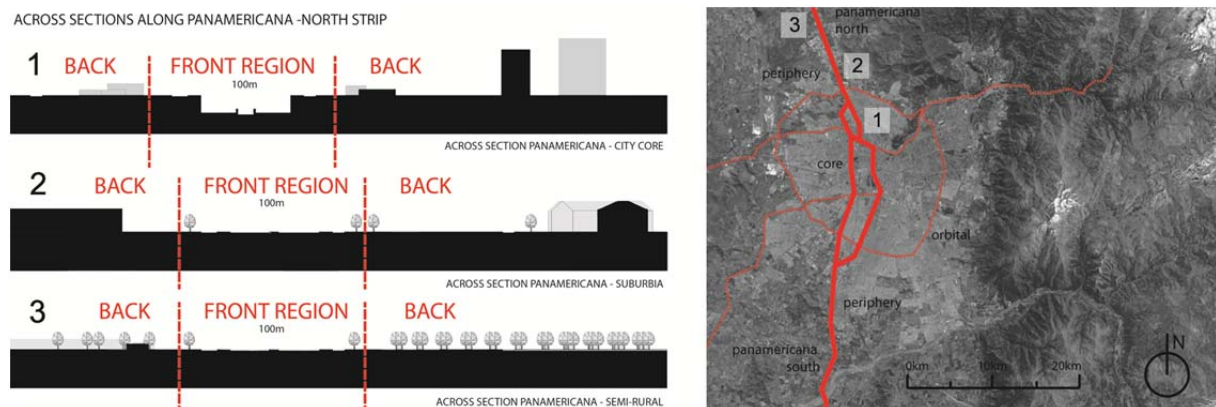 ACROSS SECTIONS ALONG PANAMERICANA -NORTH STRIP
1
BACK
FRONT REGION
BACK
100m
ACROSS SECTION PANAMERICANA - CITY CORE
2
BACK
FRONT REGION
BACK
100m
ACROSS SECTION PANAMERICANA - SUBURBIA
3
BACK
FRONT REGION
BACK
100m
ACROSS SECTION PANAMERICANA - SEMI-RURAL
3
panamericana
north
periphery
2
1
core
orbital
periphery
panamericana
south
0km
10km
20km
N